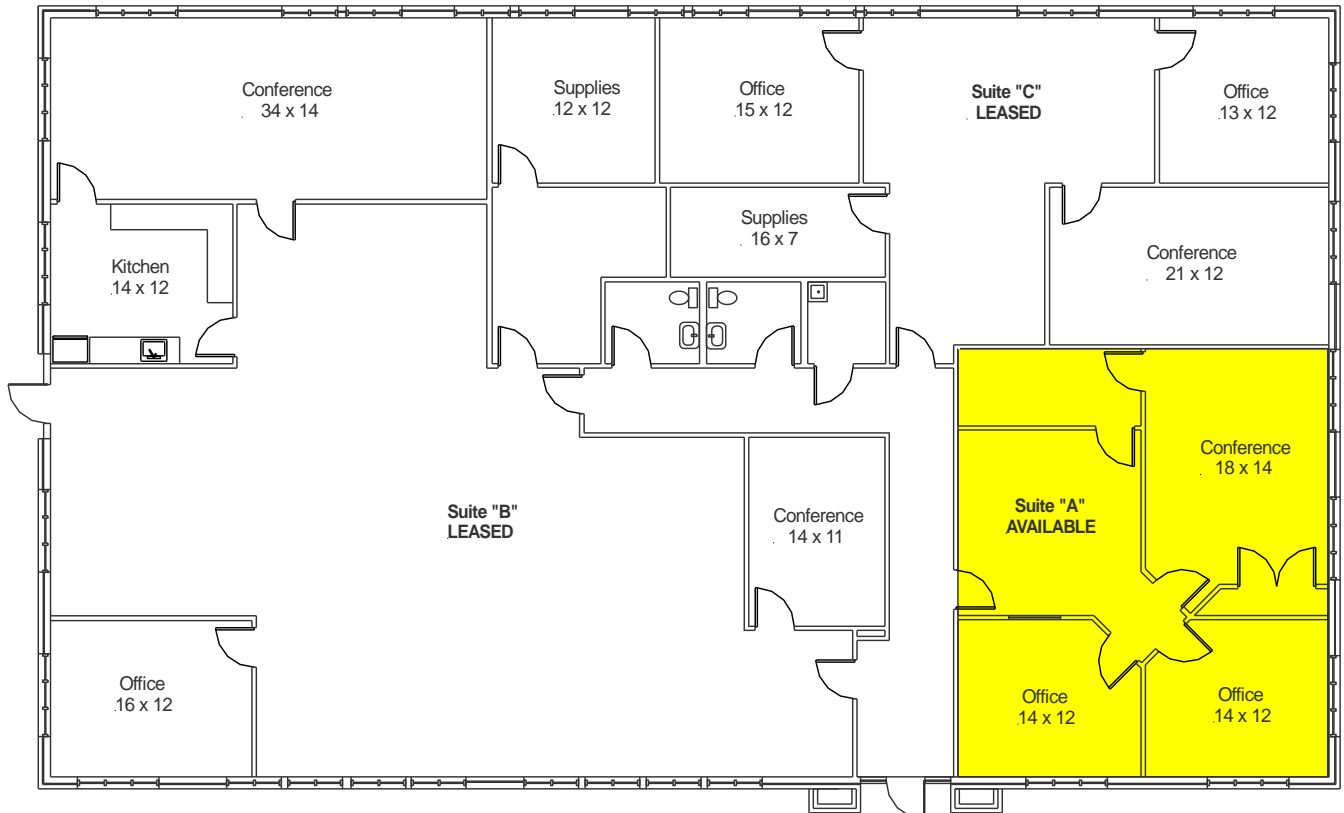 Conference
34 x 14
Supplies
12 x 12
Office
15 x 12
Suite "C"
LEASED
Office
13 x 12
Supplies
16 x 7
Conference
21 x 12
Kitchen
14 x 12
Conference
18 x 14
Suite "B"
LEASED
Conference
14 x 11
Suite "A"
AVAILABLE
Office
16 x 12
Office
14 x 12
Office
14 x 12